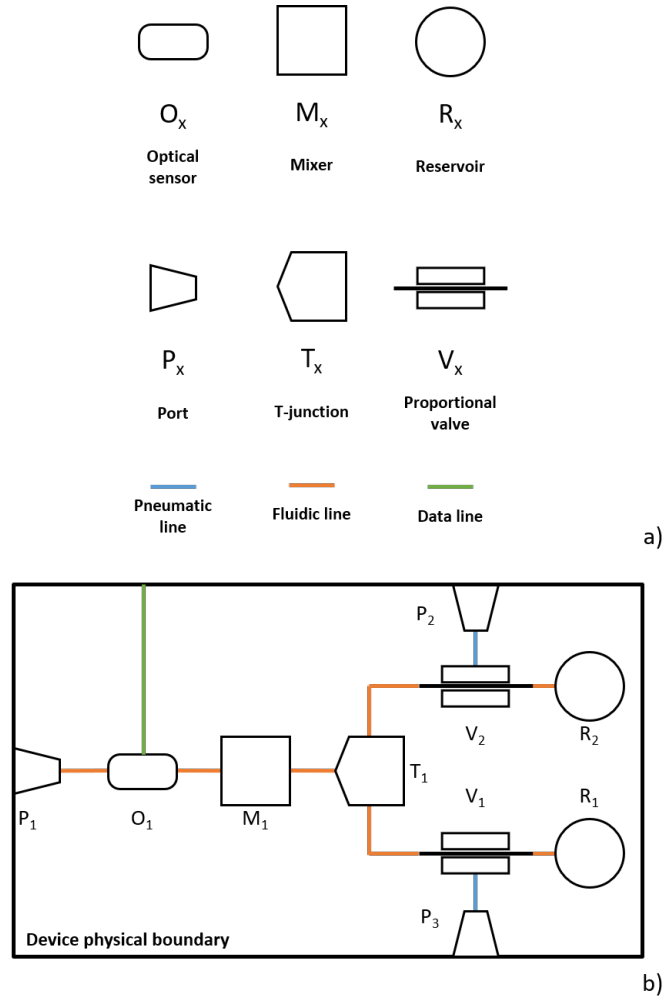 Ox Mx Rx
Optical
sensor
Mixer
Reservoir
Px Tx Vx
Port
T-junction
Proportional
valve
Pneumatic
line
Fluidic line
Data line
a)
P2
V2 R2
T1
V1 R1
P1 O1 M1
P3
Device physical boundary
b)